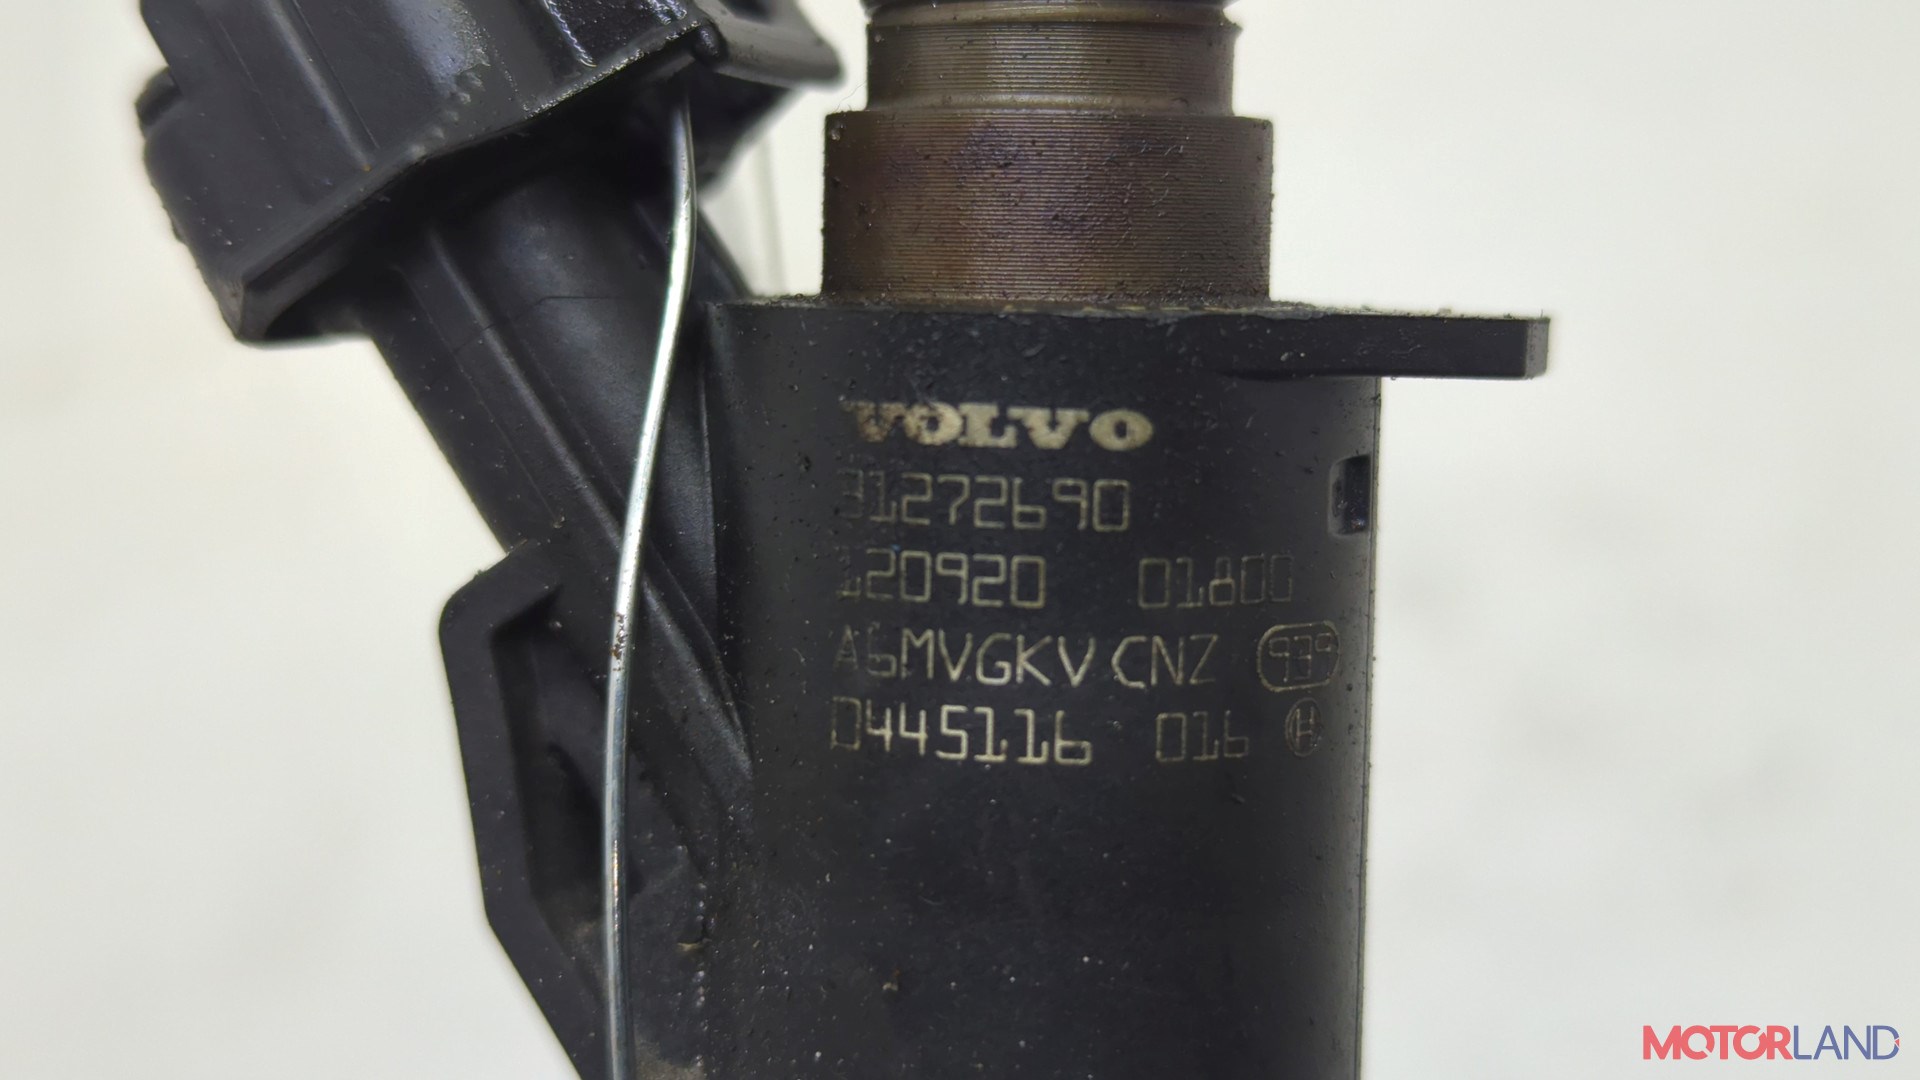 VOLVO
31272690
120920 01800
A6MVGKV CNZ 939
0445116 016 H
MOTORLAND